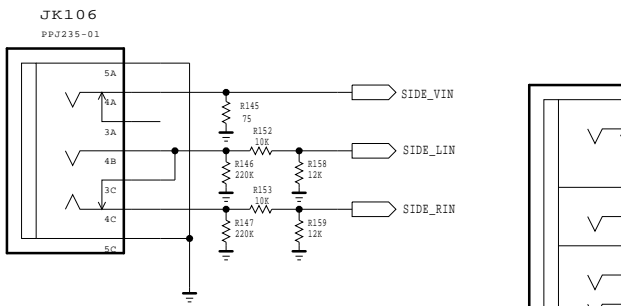 JK106
PPJ235-01
5A
4A
3A
4B
3C
4C
5C
R145
75
SIDE_VIN
R152
10K
R146
220K
R158
12K
SIDE_LIN
R153
10K
R147
220K
R159
12K
SIDE_RIN